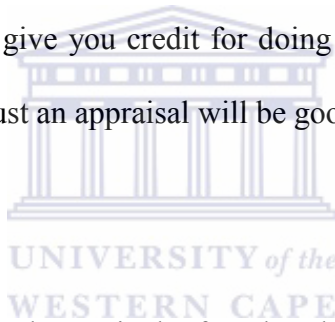 give you credit for doing
ust an appraisal will be goo
UNIVERSITY of the
WESTERN CAPE